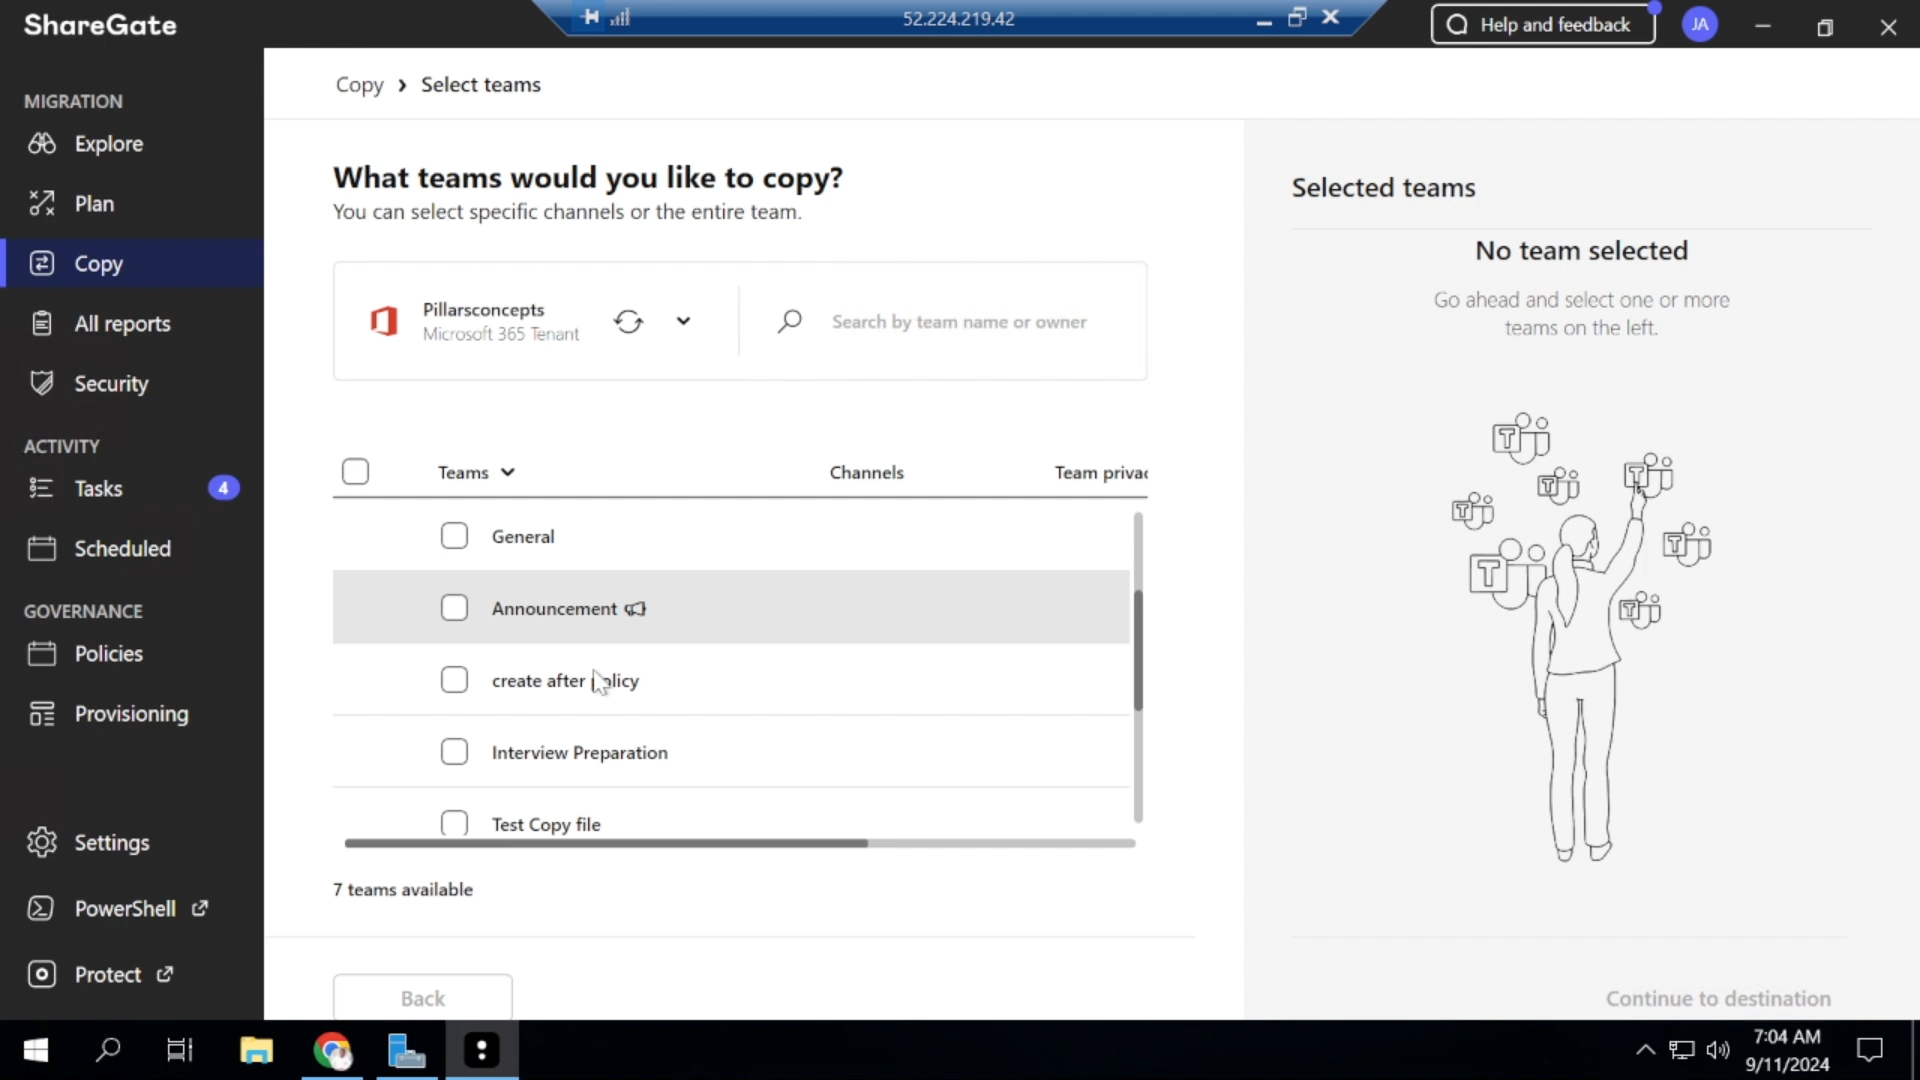 ShareGate
52.224.219.42
Help and feedback
JA
MIGRATION
Explore
Plan
Copy
All reports
Security
ACTIVITY
Tasks
4
Scheduled
GOVERNANCE
Policies
Provisioning
Settings
PowerShell
Protect
Copy > Select teams
What teams would you like to copy?
You can select specific channels or the entire team.
Pillarsconcepts
Microsoft 365 Tenant
Search by team name or owner
Teams
Channels
Team privac
General
Announcement
create after policy
Interview Preparation
Test Copy file
7 teams available
Back
Selected teams
No team selected
Go ahead and select one or more
teams on the left.
T
T
T
T
T
T
T
Continue to destination
7:04 AM
9/11/2024